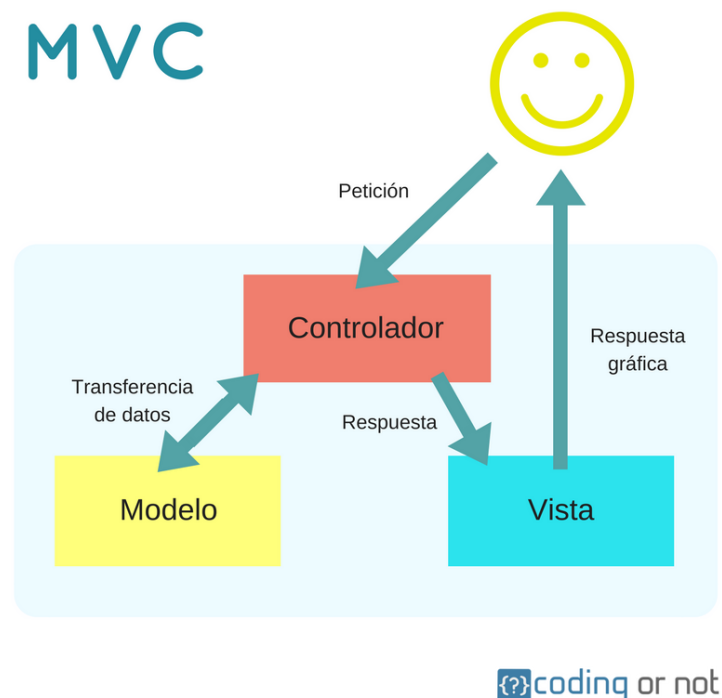 MVC
Petición
Controlador
Respuesta
gráfica
Transferencia
de datos
Respuesta
Modelo
Vista
{?}coding or not